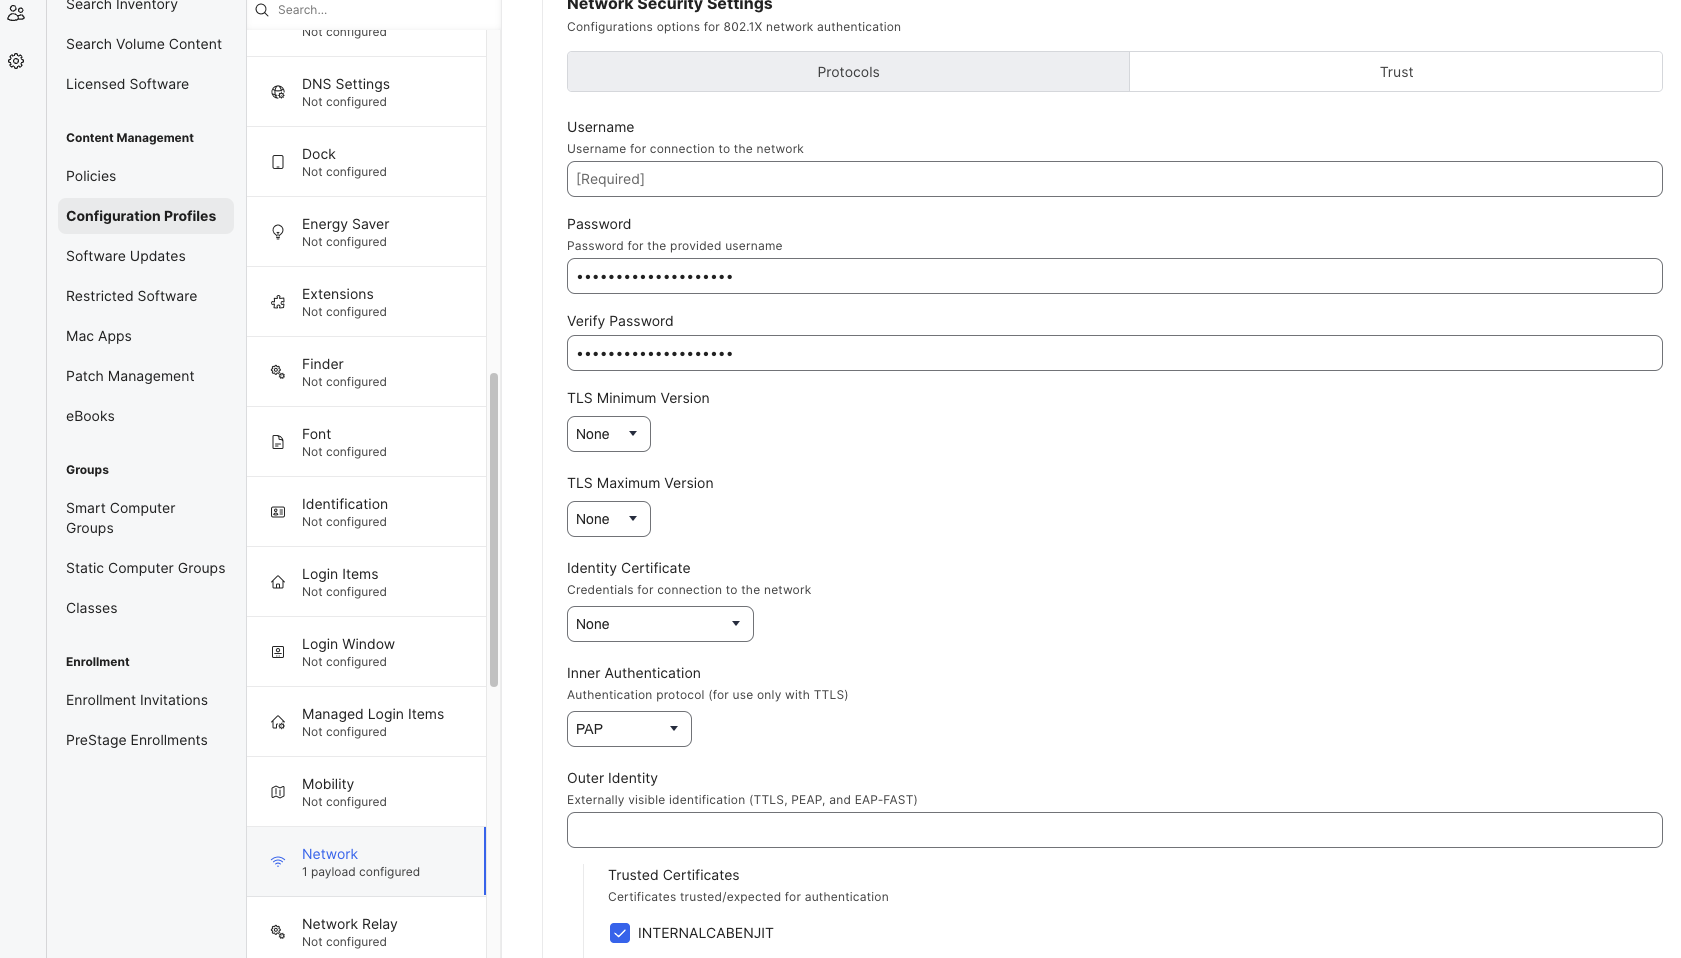 Search Inventory
Search Volume Content
Licensed Software
Content Management
Policies
Configuration Profiles
Software Updates
Restricted Software
Mac Apps
Patch Management
eBooks
Groups
Smart Computer
Groups
Static Computer Groups
Classes
Enrollment
Enrollment Invitations
PreStage Enrollments
Search...
Not configured
DNS Settings
Not configured
Dock
Not configured
Energy Saver
Not configured
Extensions
Not configured
Finder
Not configured
Font
Not configured
Identification
Not configured
Login Items
Not configured
Login Window
Not configured
Managed Login Items
Not configured
Mobility
Not configured
Network
1 payload configured
Network Relay
Not configured
Network Security Settings
Configurations options for 802.1X network authentication
Protocols
Trust
Username
Username for connection to the network
[Required]
Password
Password for the provided username
••••••••••••••••••••
Verify Password
••••••••••••••••••••
TLS Minimum Version
None
TLS Maximum Version
None
Identity Certificate
Credentials for connection to the network
None
Inner Authentication
Authentication protocol (for use only with TTLS)
PAP
Outer Identity
Externally visible identification (TTLS, PEAP, and EAP-FAST)
Trusted Certificates
Certificates trusted/expected for authentication
INTERNALCABENJIT